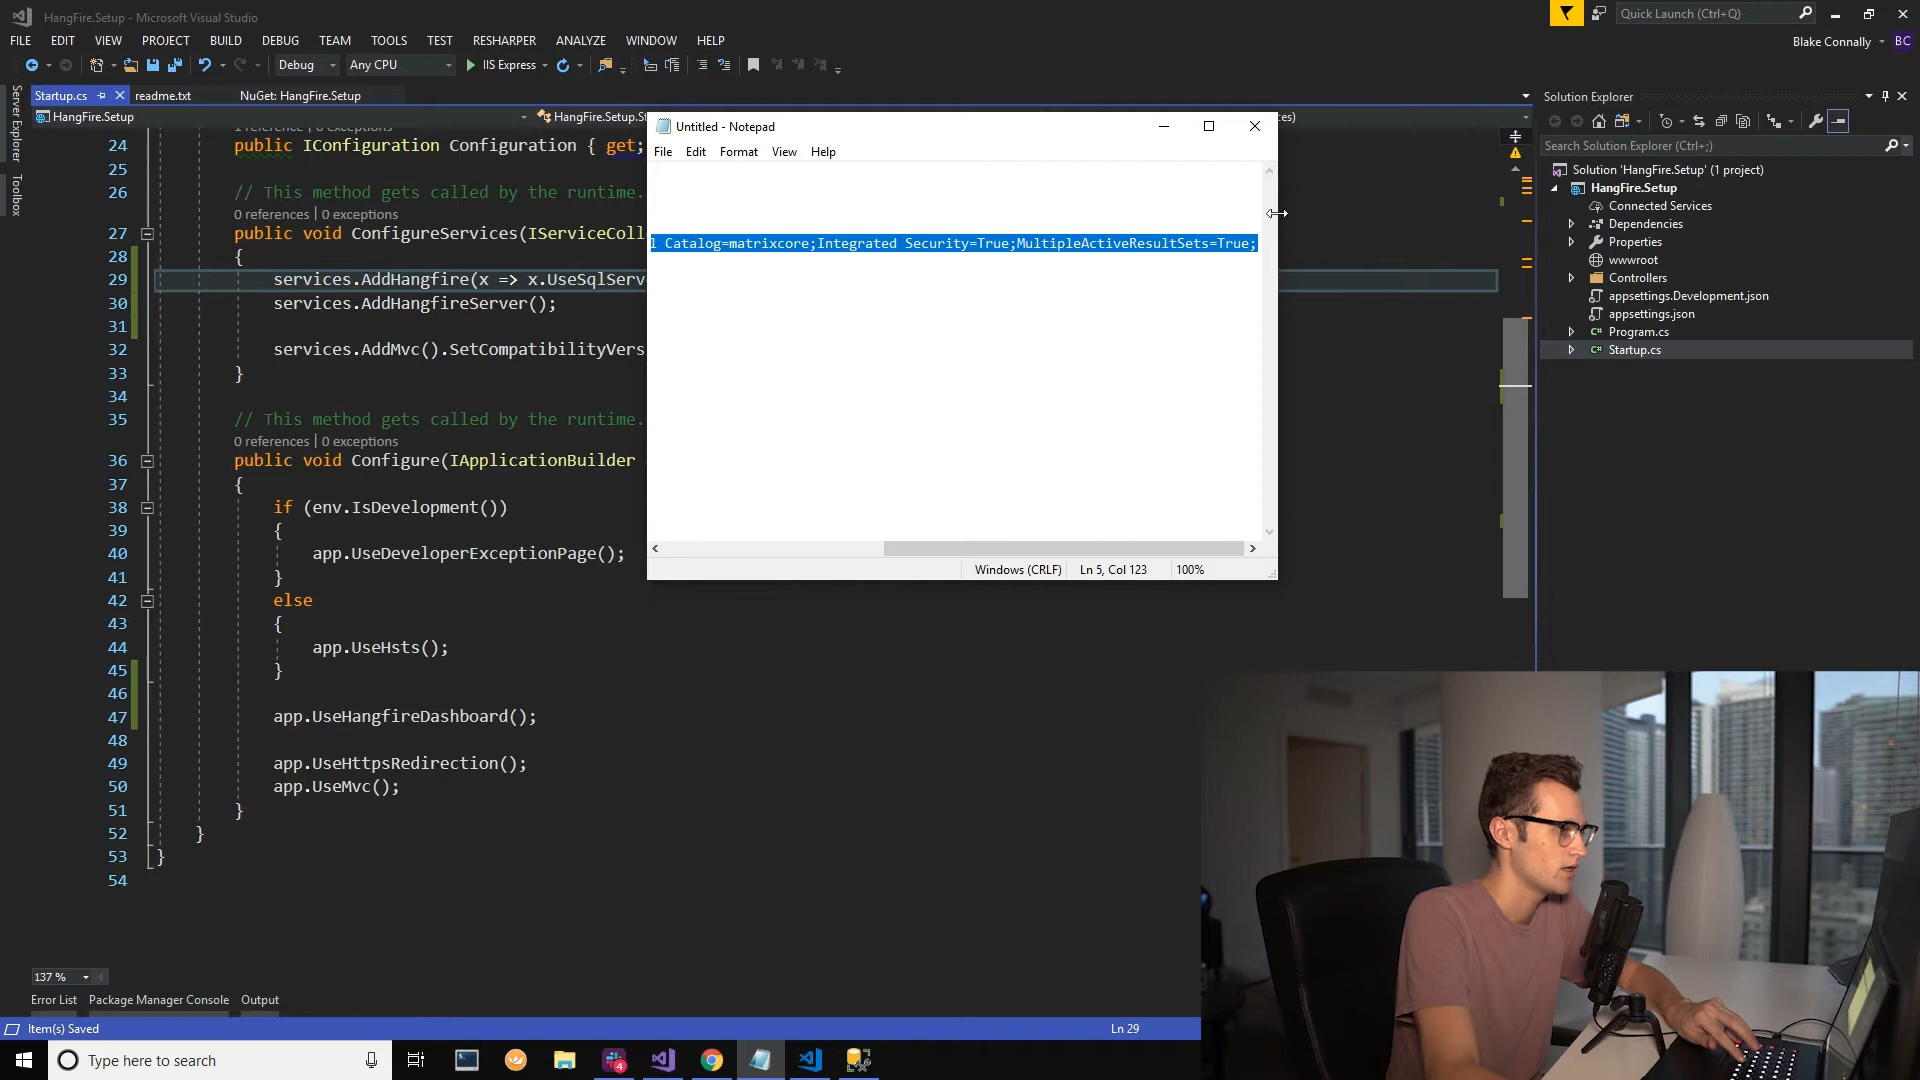 HangFire.Setup - Microsoft Visual Studio
Quick Launch (Ctrl+Q)
FILE EDIT VIEW PROJECT BUILD DEBUG TEAM TOOLS TEST RESHARPER ANALYZE WINDOW HELP
Blake Connally BC
Debug Any CPU IIS Express
Server Explorer
Toolbox
Startup.cs readme.txt NuGet: HangFire.Setup
HangFire.Setup HangFire.Setup.St
24 public IConfiguration Configuration { get;
25
26 // This method gets called by the runtime.
0 references | 0 exceptions
27 public void ConfigureServices(IServiceColl
28 {
29 services.AddHangfire(x => x.UseSqlServ
30 services.AddHangfireServer();
31
32 services.AddMvc().SetCompatibilityVers
33 }
34
35 // This method gets called by the runtime.
0 references | 0 exceptions
36 public void Configure(IApplicationBuilder
37 {
38 if (env.IsDevelopment())
39 {
40 app.UseDeveloperExceptionPage();
41 }
42 else
43 {
44 app.UseHsts();
45 }
46
47 app.UseHangfireDashboard();
48
49 app.UseHttpsRedirection();
50 app.UseMvc();
51 }
52 }
53 }
54
137 %
Error List Package Manager Console Output
Item(s) Saved Ln 29
Untitled - Notepad
File Edit Format View Help
l Catalog=matrixcore;Integrated Security=True;MultipleActiveResultSets=True;
Windows (CRLF) Ln 5, Col 123 100%
Solution Explorer
Search Solution Explorer (Ctrl+;)
Solution 'HangFire.Setup' (1 project)
HangFire.Setup
Connected Services
Dependencies
Properties
wwwroot
Controllers
appsettings.Development.json
appsettings.json
C# Program.cs
C# Startup.cs
Type here to search
4